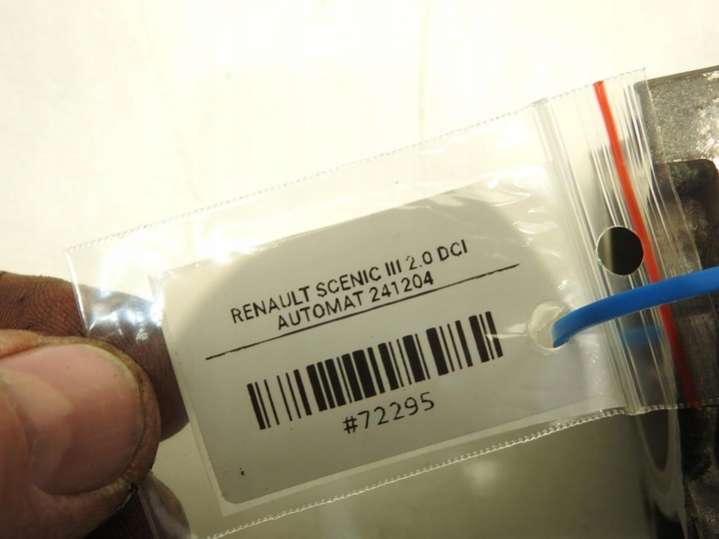 RENAULT SCENIC III 2.0 DCI
AUTOMAT 241204
#72295